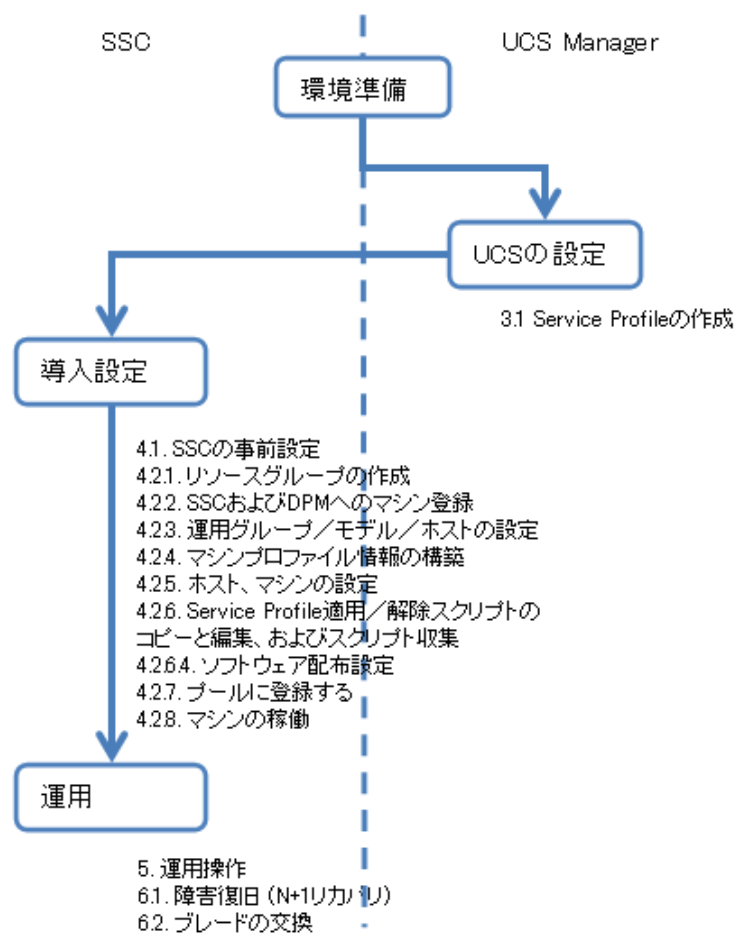 SSC
UCS Manager
環境準備
UCSの設定
3.1 Service Profileの作成
導入設定
4.1. SSCの事前設定
4.2.1. リソースグループの作成
4.2.2. SSCおよびDPMへのマシン登録
4.2.3. 運用グループ／モデル／ホストの設定
4.2.4. マシンプロファイル情報の構築
4.2.5. ホスト、マシンの設定
4.2.6. Service Profile適用／解除スクリプトの
コピーと編集、およびスクリプト収集
4.2.6.4. ソフトウェア配布設定
4.2.7. プールに登録する
4.2.8. マシンの稼働
運用
5. 運用操作
6.1. 障害復旧（N+1リカバリ）
6.2. ブレードの交換